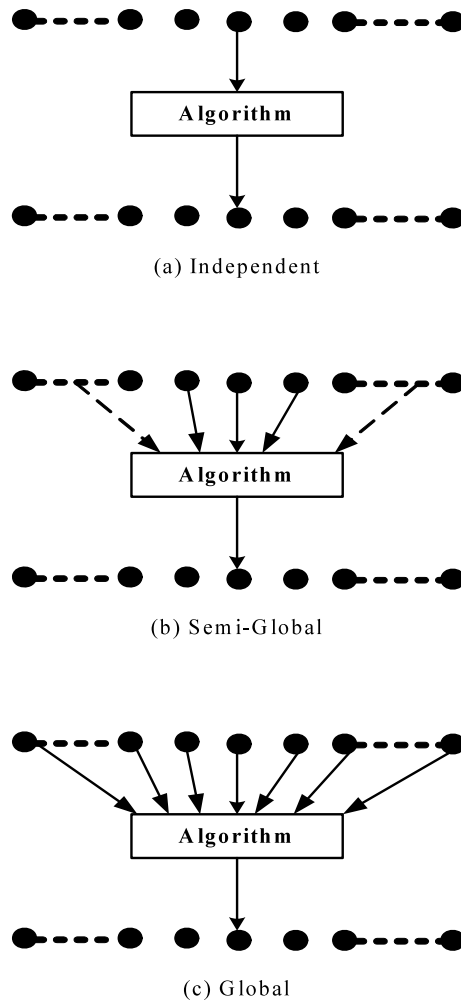 Algorithm
(a) Independent
Algorithm
(b) Semi-Global
Algorithm
(c) Global